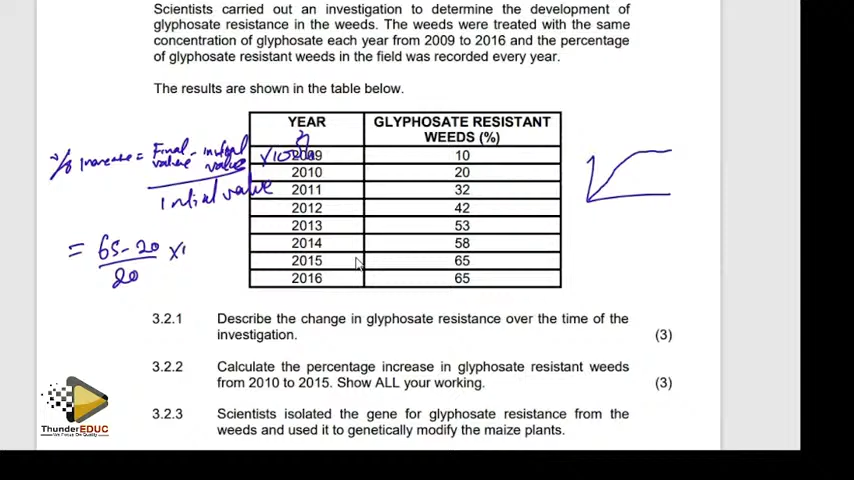 Scientists carried out an investigation to determine the development of
glyphosate resistance in the weeds. The weeds were treated with the same
concentration of glyphosate each year from 2009 to 2016 and the percentage
of glyphosate resistant weeds in the field was recorded every year.
The results are shown in the table below.
YEAR GLYPHOSATE RESISTANT
WEEDS (%)
2009 10
2010 20
2011 32
2012 42
2013 53
2014 58
2015 65
2016 65
% Increase = Final value - initial value
Initial value
= 65 - 20
20
3.2.1 Describe the change in glyphosate resistance over the time of the
investigation. (3)
3.2.2 Calculate the percentage increase in glyphosate resistant weeds
from 2010 to 2015. Show ALL your working. (3)
3.2.3 Scientists isolated the gene for glyphosate resistance from the
weeds and used it to genetically modify the maize plants.
ThunderEDUC
We Focus On Quality